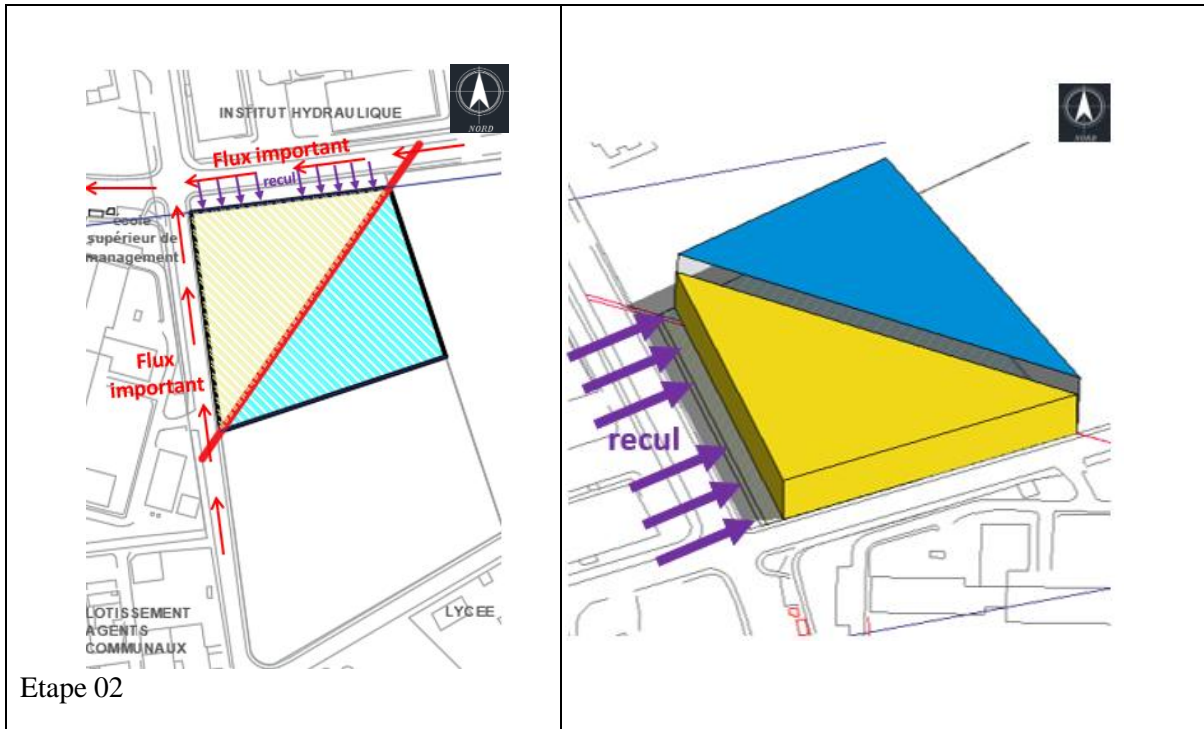 NORD
INSTITUT HYDRAULIQUE
Flux important
recul
école
supérieur de
management
Flux
important
LOTISSEMENT
AGENTS
COMMUNAUX
LYCEE
Etape 02
NORD
recul